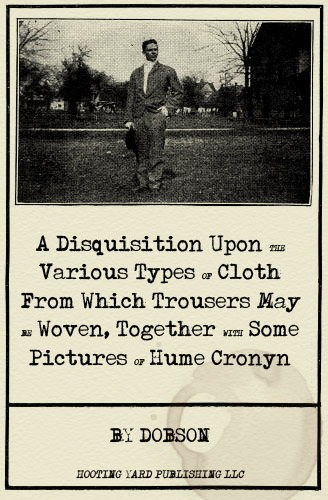 A Disquisition Upon THE
Various Types OF Cloth
From Which Trousers May
BE Woven, Together WITH Some
Pictures OF Hume Cronyn
BY DOBSON
HOOTING YARD PUBLISHING LLC